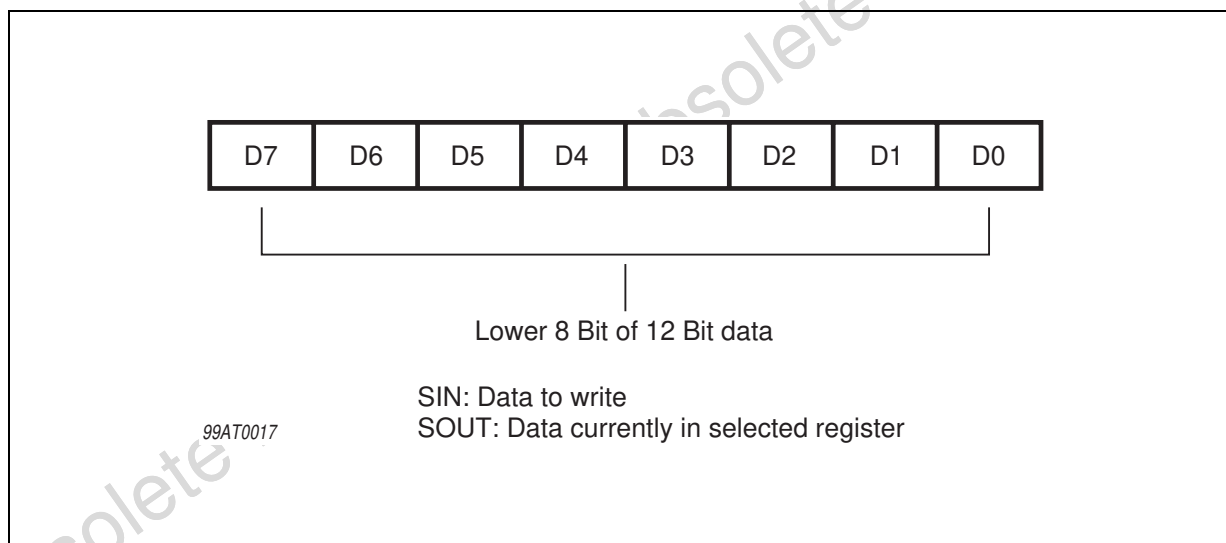 D7 D6 D5 D4 D3 D2 D1 D0
Lower 8 Bit of 12 Bit data
SIN: Data to write
SOUT: Data currently in selected register
99AT0017